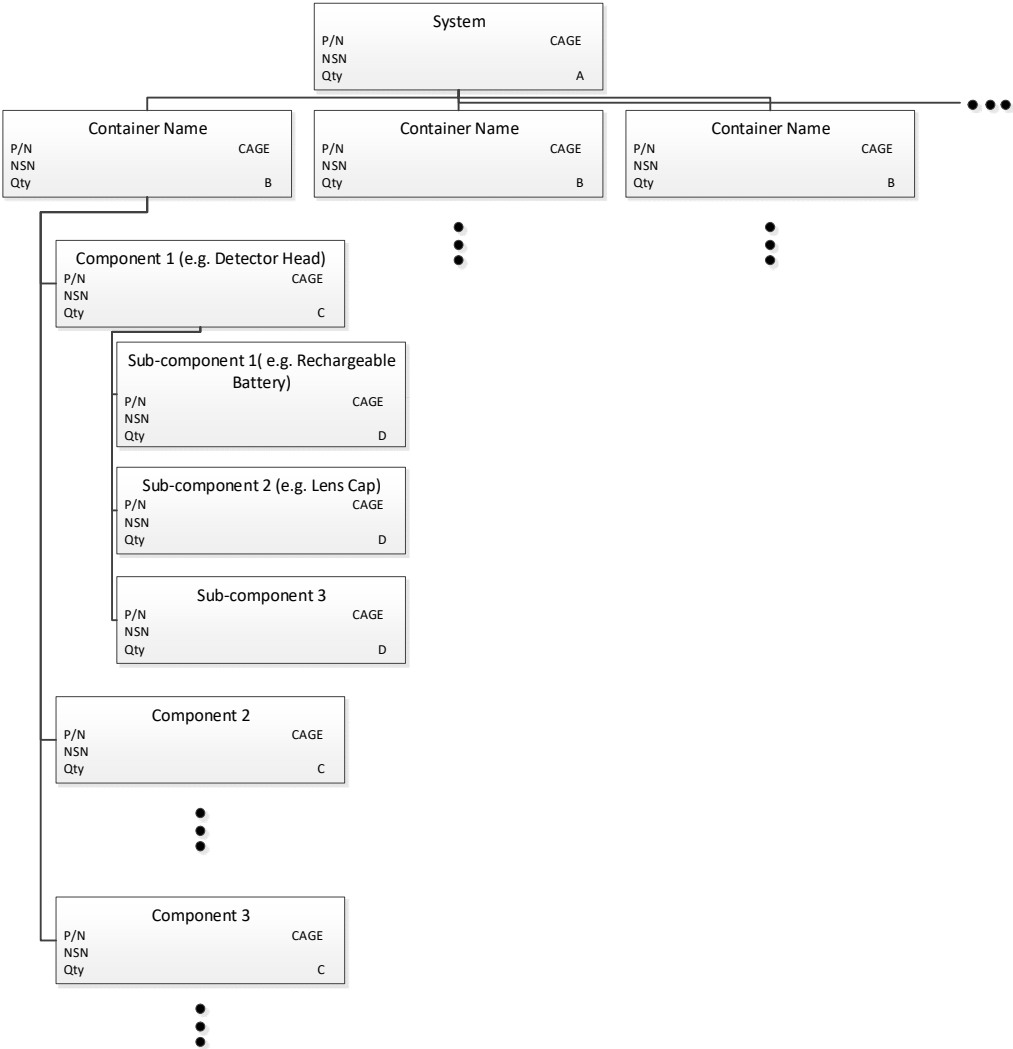 System
P/N CAGE
NSN
Qty A
Container Name
P/N CAGE
NSN
Qty B
Container Name
P/N CAGE
NSN
Qty B
Container Name
P/N CAGE
NSN
Qty B
Component 1 (e.g. Detector Head)
P/N CAGE
NSN
Qty C
Sub-component 1( e.g. Rechargeable
Battery)
P/N CAGE
NSN
Qty D
Sub-component 2 (e.g. Lens Cap)
P/N CAGE
NSN
Qty D
Sub-component 3
P/N CAGE
NSN
Qty D
Component 2
P/N CAGE
NSN
Qty C
Component 3
P/N CAGE
NSN
Qty C